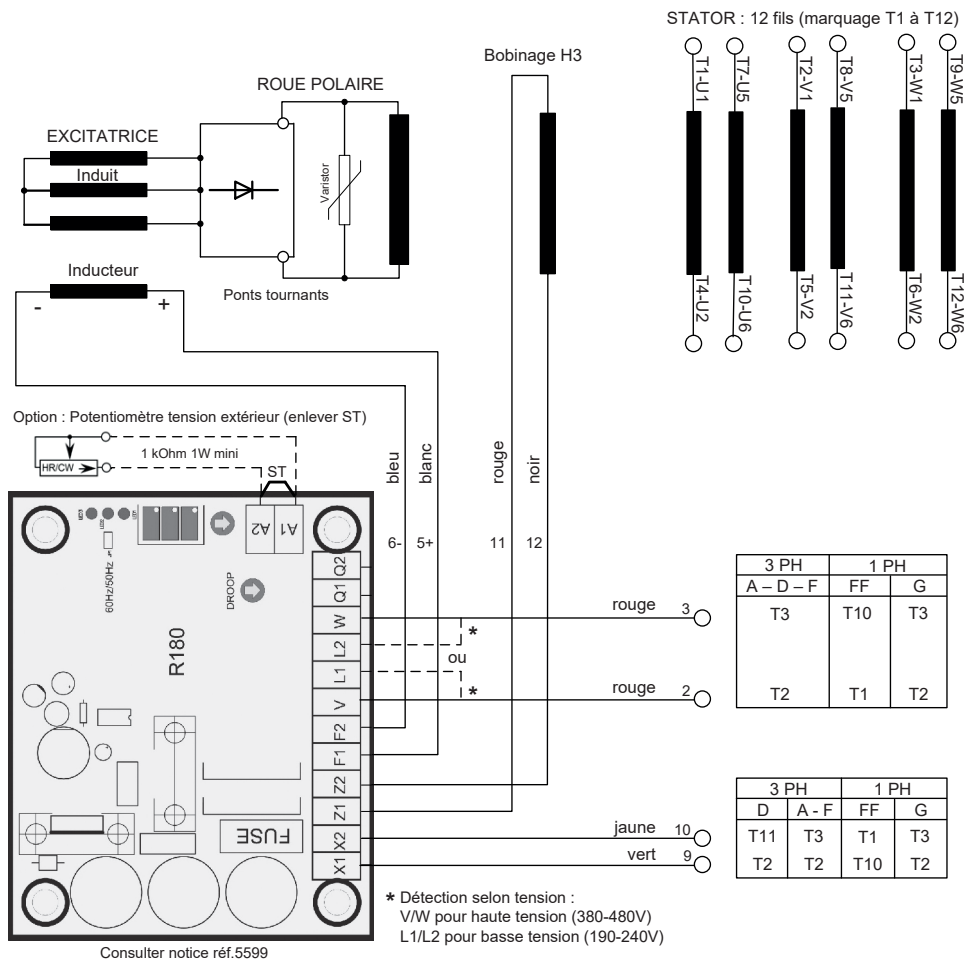 STATOR : 12 fils (marquage T1 à T12)
Bobinage H3
ROUE POLAIRE
EXCITATRICE
Induit
Varistor
T1-U1
T7-U5
T2-V1
T8-V5
T3-W1
T9-W5
T4-U2
T10-U6
T5-V2
T11-V6
T6-W2
T12-W6
Inducteur
- +
Ponts tournants
Option : Potentiomètre tension extérieur (enlever ST)
1 kOhm 1W mini
HR/CW
ST
bleu
blanc
rouge
noir
6- 5+ 11 12
A2 A1
60Hz/50Hz
DROOP
R180
FUSE
Q2
Q1
W
L2
L1
V
F2
F1
Z2
Z1
X2
X1
rouge 3
*
ou
*
rouge 2
3 PH 1 PH
A – D – F FF G
T3 T10 T3
T2 T1 T2
jaune 10
vert 9
3 PH 1 PH
D A - F FF G
T11 T3 T1 T3
T2 T2 T10 T2
* Détection selon tension :
V/W pour haute tension (380-480V)
L1/L2 pour basse tension (190-240V)
Consulter notice réf.5599